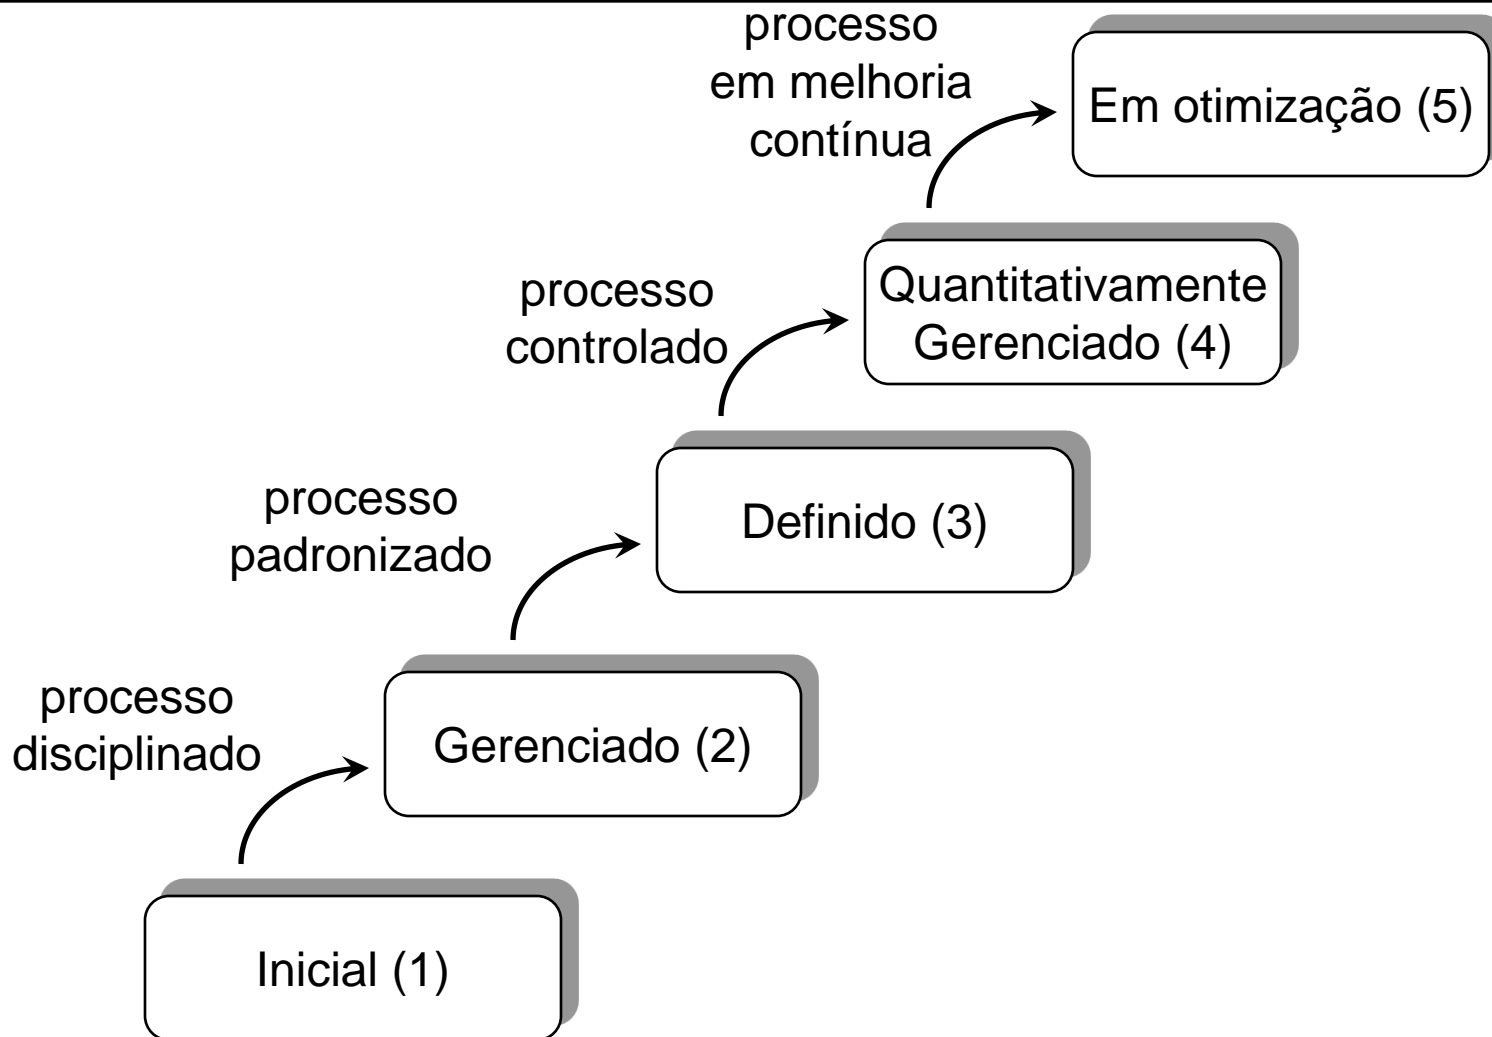 processo
em melhoria
contínua
Em otimização (5)
processo
controlado
Quantitativamente
Gerenciado (4)
processo
padronizado
Definido (3)
processo
disciplinado
Gerenciado (2)
Inicial (1)